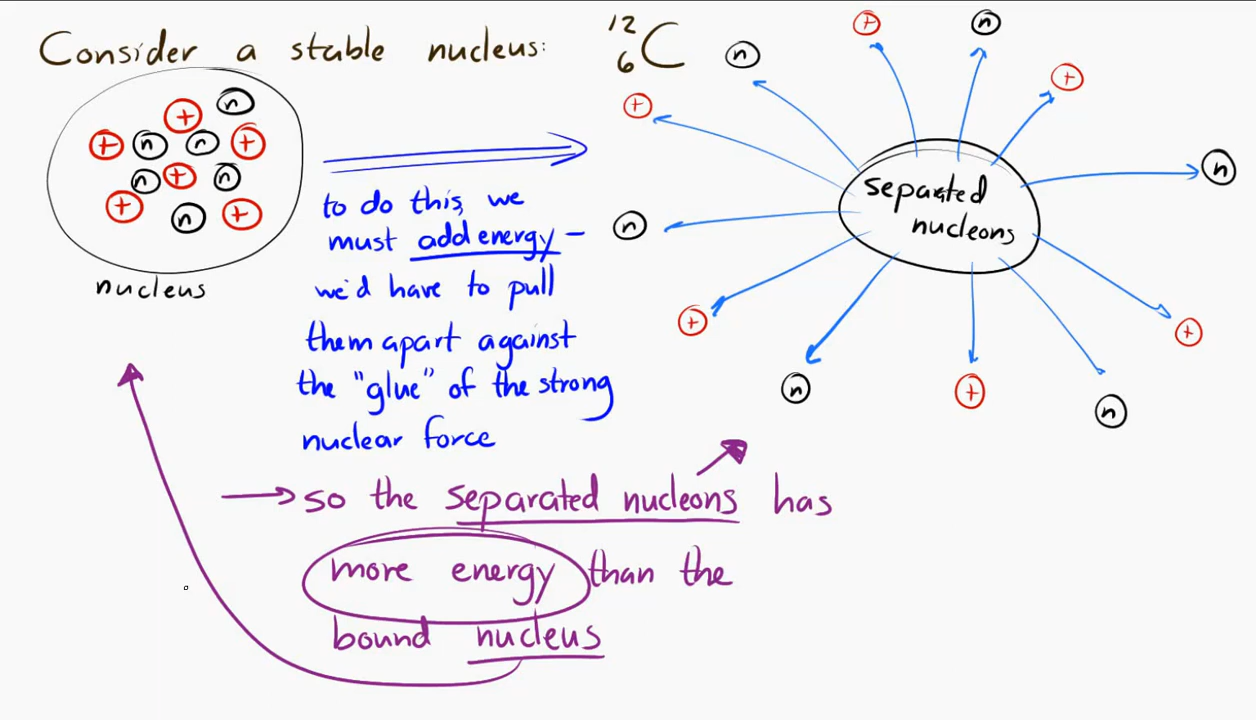 Consider a stable nucleus: ¹²₆C
+ n
+ n n +
n + n
+ n +
nucleus
to do this, we
must add energy –
we'd have to pull
them apart against
the "glue" of the strong
nuclear force
+ n
n +
+
separated
nucleons
n
n
+
+
n
+
n
n
→ so the separated nucleons has
more energy than the
bound nucleus